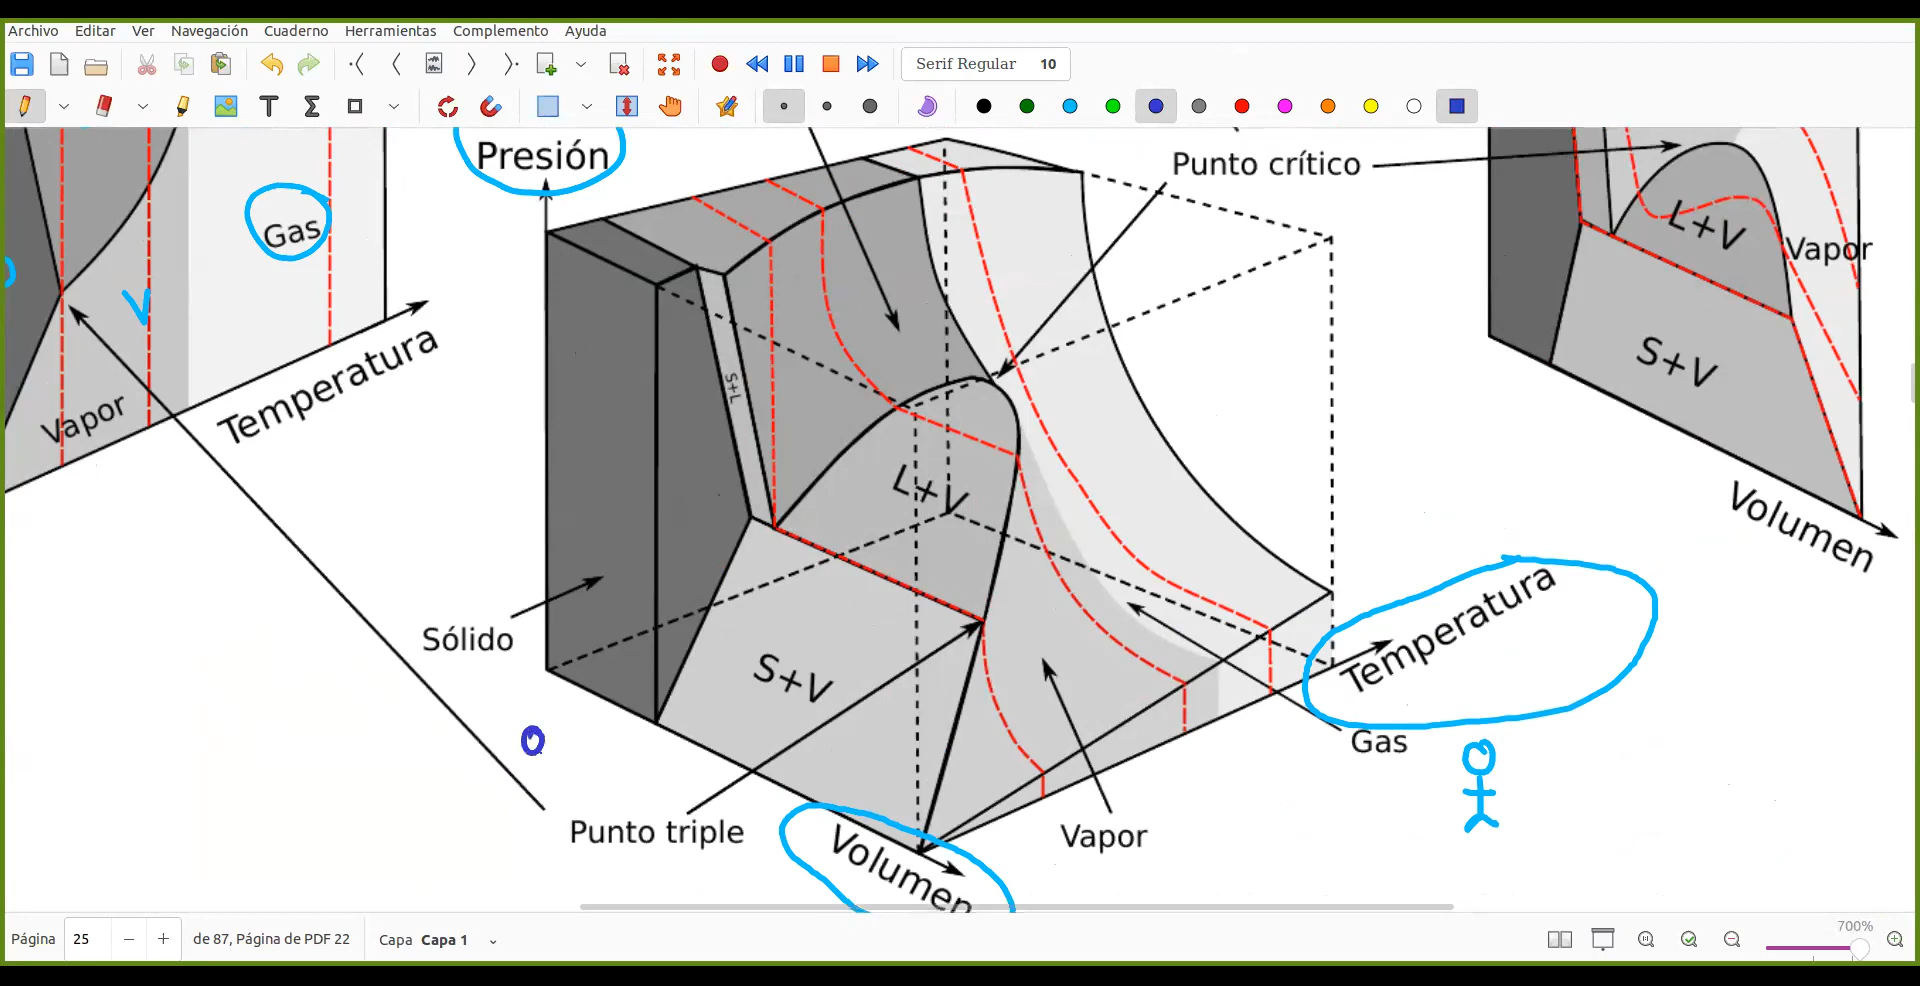 Archivo Editar Ver Navegación Cuaderno Herramientas Complemento Ayuda
Serif Regular 10
Presión
Punto crítico
Gas
V
Temperatura
Vapor
S+L
L+V
Sólido
S+V
Punto triple
Volumen
Vapor
Gas
Temperatura
L+V
Vapor
S+V
Volumen
Página 25 de 87, Página de PDF 22 Capa Capa 1
700%